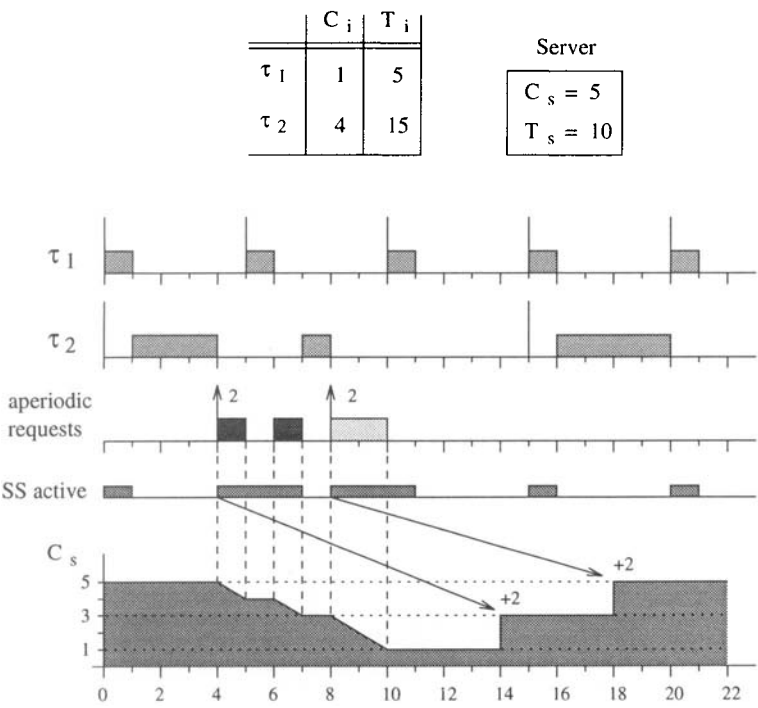 C i T i
τ 1 1 5
τ 2 4 15
Server
C s = 5
T s = 10
τ 1
τ 2
aperiodic
requests
2
2
SS active
C s
+2
+2
5
3
1
0 2 4 6 8 10 12 14 16 18 20 22